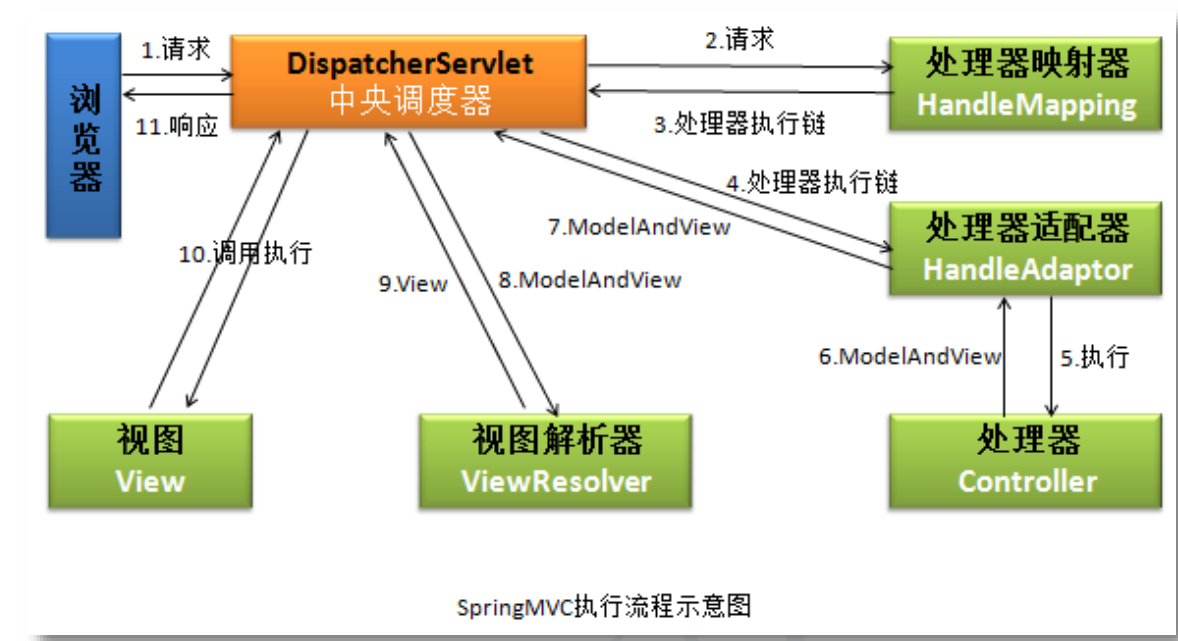 1.请求
DispatcherServlet
中央调度器
2.请求
处理器映射器
HandleMapping
浏
览
器
11.响应
3.处理器执行链
4.处理器执行链
7.ModelAndView
处理器适配器
HandleAdaptor
10.调用执行
9.View
8.ModelAndView
6.ModelAndView
5.执行
视图
View
视图解析器
ViewResolver
处理器
Controller
SpringMVC执行流程示意图